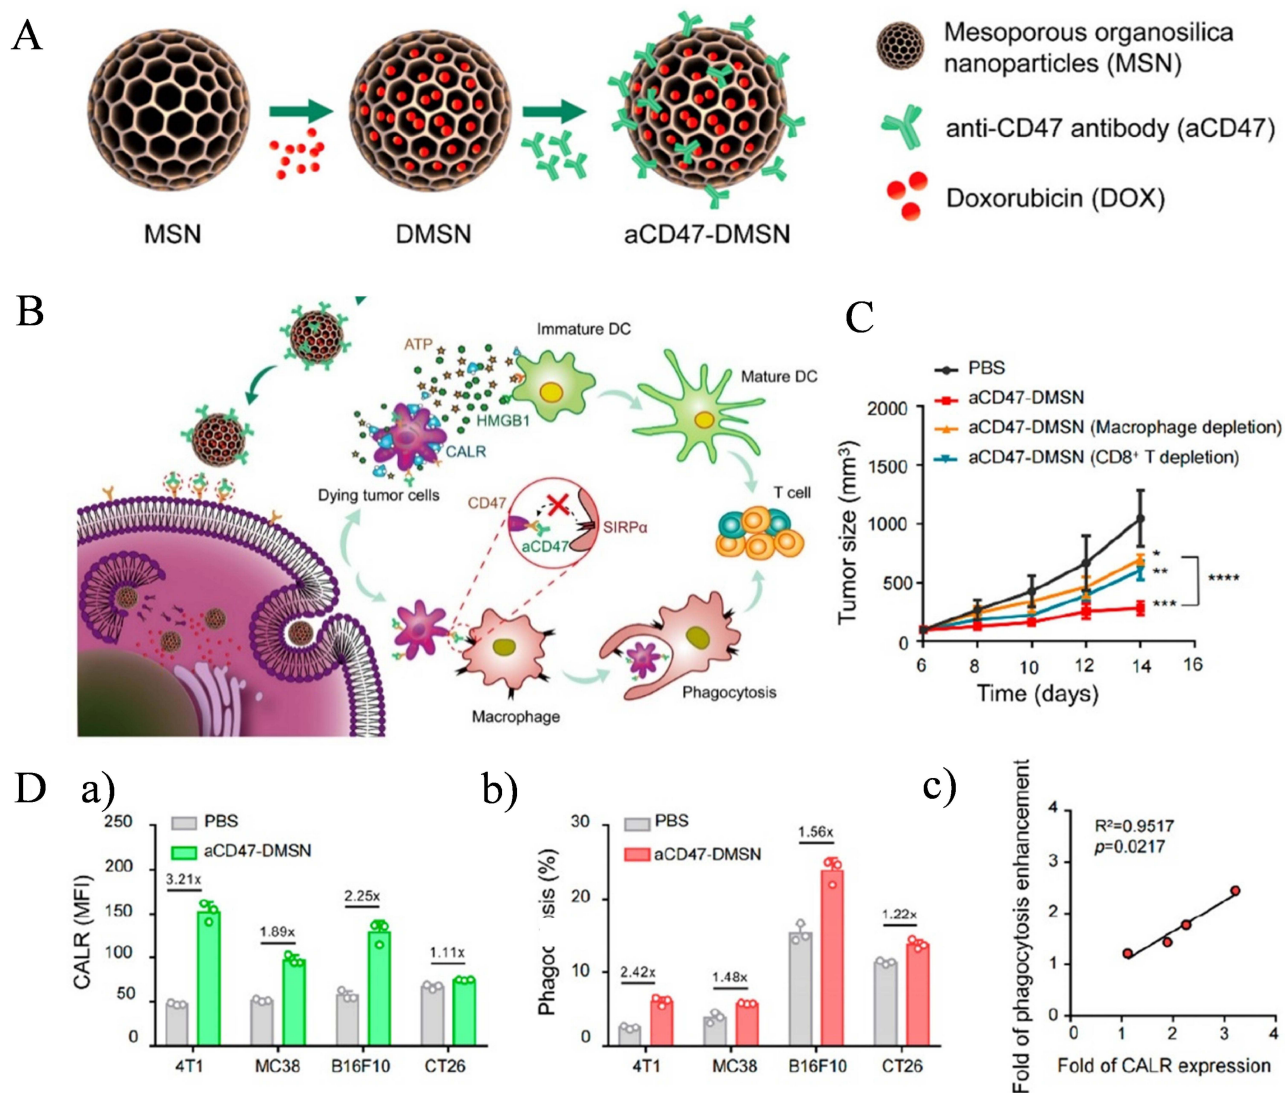 A
MSN
DMSN
aCD47-DMSN
Mesoporous organosilica
nanoparticles (MSN)
anti-CD47 antibody (aCD47)
Doxorubicin (DOX)
B
ATP
Immature DC
Mature DC
HMGB1
CALR
Dying tumor cells
CD47
aCD47
SIRPα
T cell
Macrophage
Phagocytosis
C
PBS
aCD47-DMSN
aCD47-DMSN (Macrophage depletion)
aCD47-DMSN (CD8⁺ T depletion)
Tumor size (mm³)
2000
1500
1000
500
0
*
**
***
****
6 8 10 12 14 16
Time (days)
D
a)
CALR (MFI)
250
200
150
100
50
0
PBS
aCD47-DMSN
3.21x
1.89x
2.25x
1.11x
4T1 MC38 B16F10 CT26
b)
Phagoc sis (%)
30
20
10
0
PBS
aCD47-DMSN
2.42x
1.48x
1.56x
1.22x
4T1 MC38 B16F10 CT26
c)
Fold of phagocytosis enhancement
4
3
2
1
0
R²=0.9517
p=0.0217
0 1 2 3 4
Fold of CALR expression